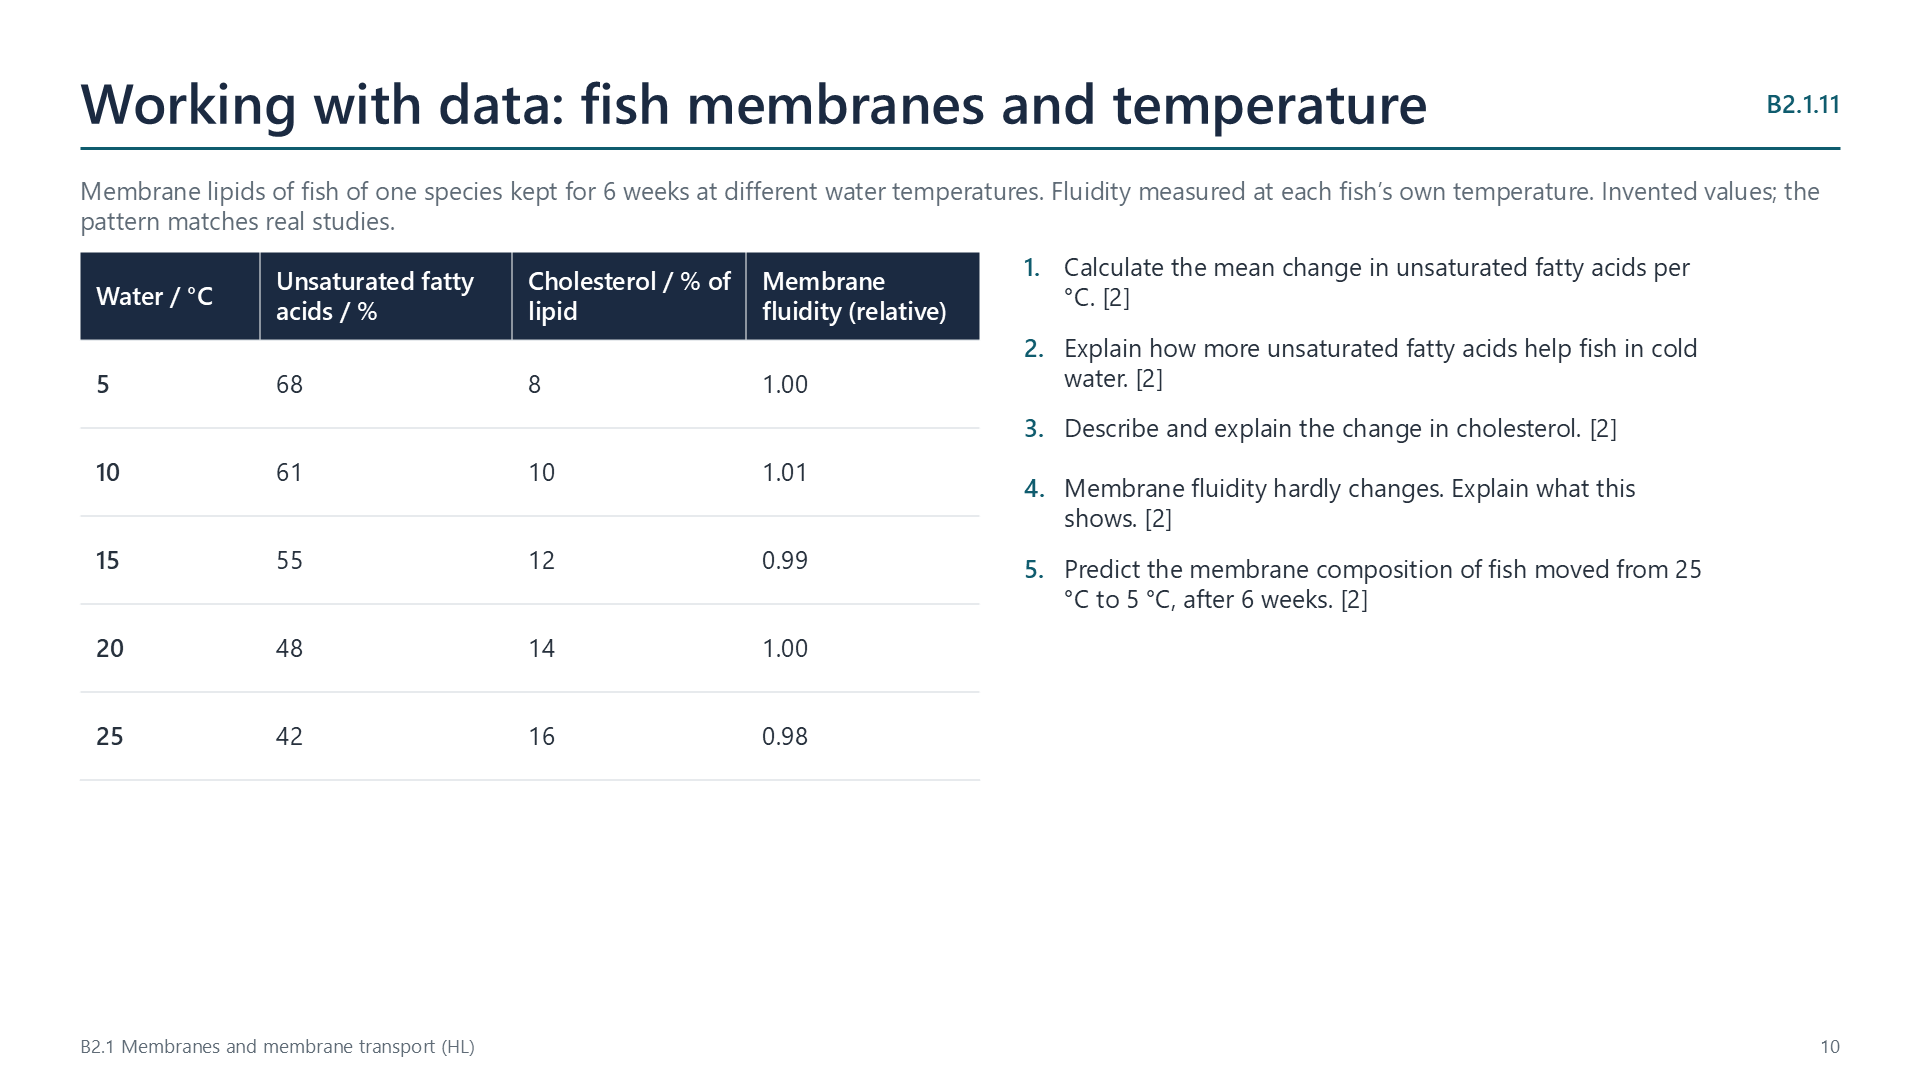 Working with data: fish membranes and temperature
B2.1.11
Membrane lipids of fish of one species kept for 6 weeks at different water temperatures. Fluidity measured at each fish’s own temperature. Invented values; the
pattern matches real studies.
Water / °C
Unsaturated fatty
acids / %
Cholesterol / % of
lipid
Membrane
fluidity (relative)
5 68 8 1.00
10 61 10 1.01
15 55 12 0.99
20 48 14 1.00
25 42 16 0.98
1. Calculate the mean change in unsaturated fatty acids per
°C. [2]
2. Explain how more unsaturated fatty acids help fish in cold
water. [2]
3. Describe and explain the change in cholesterol. [2]
4. Membrane fluidity hardly changes. Explain what this
shows. [2]
5. Predict the membrane composition of fish moved from 25
°C to 5 °C, after 6 weeks. [2]
B2.1 Membranes and membrane transport (HL)
10